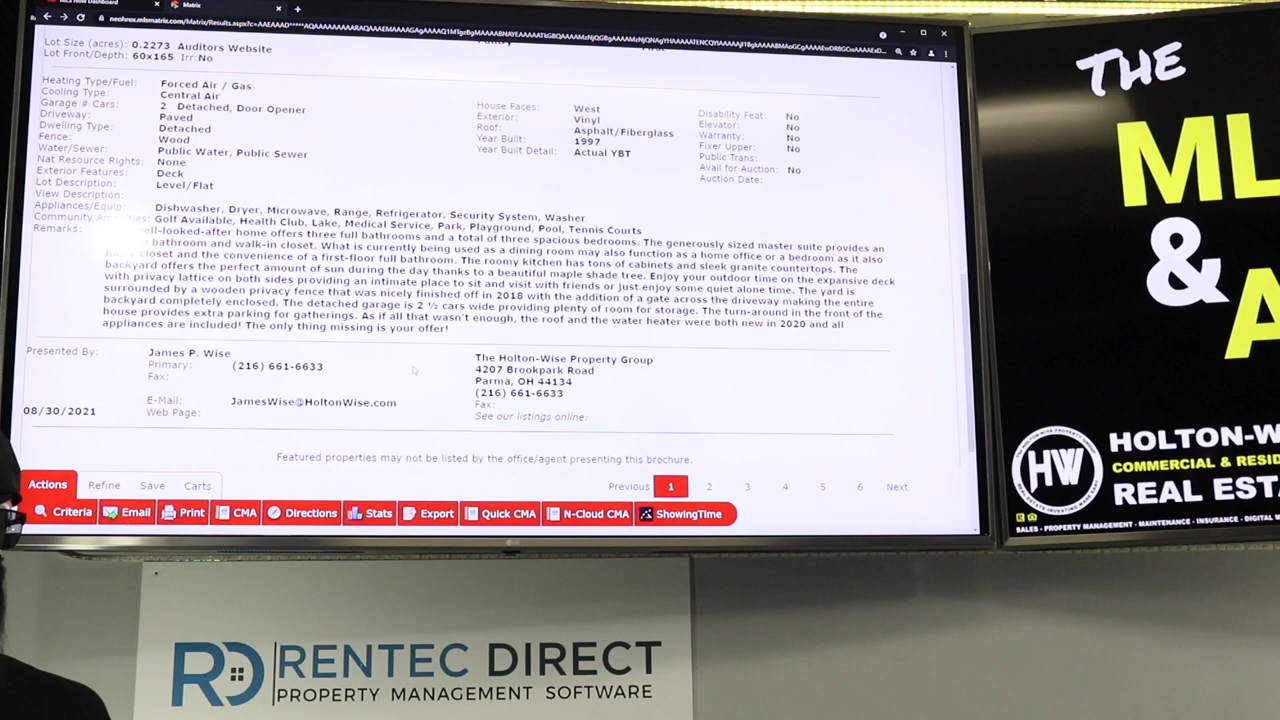 MLS Now Dashboard
Matrix
Lot Size (acres): 0.2273 Auditors Website
Lot Front/Depth: 60x165 Irr:No
Heating Type/Fuel: Forced Air / Gas
Cooling Type: Central Air
Garage # Cars: 2 Detached, Door Opener
Driveway: Paved
Dwelling Type: Detached
Fence: Wood
Water/Sewer: Public Water, Public Sewer
Nat Resource Rights: None
Exterior Features: Deck
Lot Description: Level/Flat
View Description:
House Faces: West
Exterior: Vinyl
Roof: Asphalt/Fiberglass
Year Built: 1997
Year Built Detail: Actual YBT
Disability Feat: No
Elevator: No
Warranty: No
Fixer Upper: No
Public Trans:
Avail for Auction: No
Auction Date:
Appliances/Equip: Dishwasher, Dryer, Microwave, Range, Refrigerator, Security System, Washer
Community Amenities: Golf Available, Health Club, Lake, Medical Service, Park, Playground, Pool, Tennis Courts
Remarks: well-looked-after home offers three full bathrooms and a total of three spacious bedrooms. The generously sized master suite provides an
bathroom and walk-in closet. What is currently being used as a dining room may also function as a home office or a bedroom as it also
has a closet and the convenience of a first-floor full bathroom. The roomy kitchen has tons of cabinets and sleek granite countertops. The
backyard offers the perfect amount of sun during the day thanks to a beautiful maple shade tree. Enjoy your outdoor time on the expansive deck
with privacy lattice on both sides providing an intimate place to sit and visit with friends or just enjoy some quiet alone time. The yard is
surrounded by a wooden privacy fence that was nicely finished off in 2018 with the addition of a gate across the driveway making the entire
backyard completely enclosed. The detached garage is 2 ½ cars wide providing plenty of room for storage. The turn-around in the front of the
house provides extra parking for gatherings. As if all that wasn't enough, the roof and the water heater were both new in 2020 and all
appliances are included! The only thing missing is your offer!
Presented By: James P. Wise
Primary: (216) 661-6633
Fax:
E-Mail: JamesWise@HoltonWise.com
08/30/2021 Web Page:
The Holton-Wise Property Group
4207 Brookpark Road
Parma, OH 44134
(216) 661-6633
Fax:
See our listings online:
Featured properties may not be listed by the office/agent presenting this brochure.
Actions Refine Save Carts
Previous 1 2 3 4 5 6 Next
Criteria Email Print CMA Directions Stats Export Quick CMA N-Cloud CMA ShowingTime
LG
THE
ML
&
A
HW
HOLTON-W
COMMERCIAL & RESID
REAL EST
SALES - PROPERTY MANAGEMENT - MAINTENANCE - INSURANCE - DIGITAL M
RD RENTEC DIRECT
PROPERTY MANAGEMENT SOFTWARE